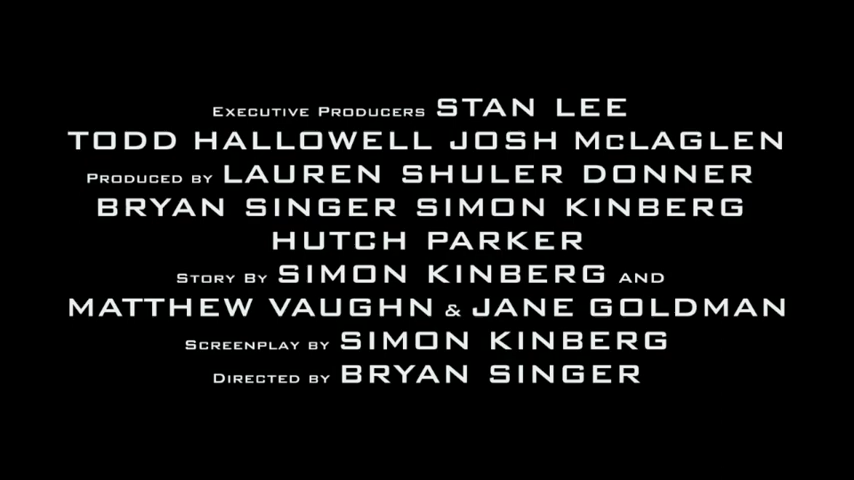 Executive Producers STAN LEE
TODD HALLOWELL JOSH McLAGLEN
Produced by LAUREN SHULER DONNER
BRYAN SINGER SIMON KINBERG
HUTCH PARKER
Story By SIMON KINBERG AND
MATTHEW VAUGHN & JANE GOLDMAN
Screenplay by SIMON KINBERG
Directed by BRYAN SINGER